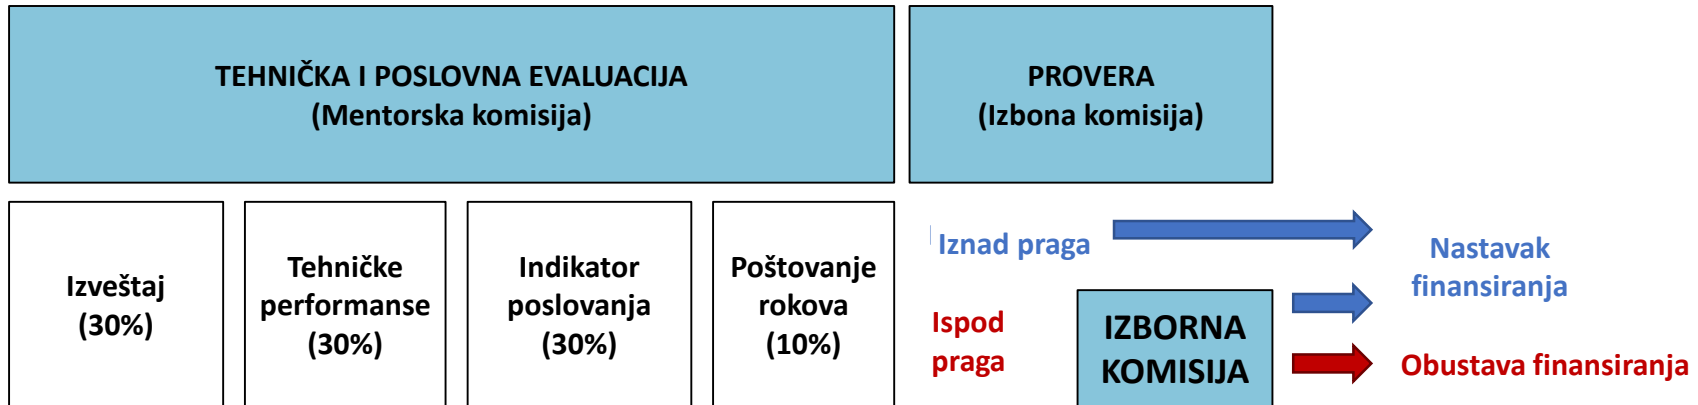 TEHNIČKA I POSLOVNA EVALUACIJA
(Mentorska komisija)
PROVERA
(Izbona komisija)
Izveštaj
(30%)
Tehničke
performanse
(30%)
Indikator
poslovanja
(30%)
Poštovanje
rokova
(10%)
Iznad praga
Nastavak
finansiranja
Ispod
praga
IZBORNA
KOMISIJA
Obustava finansiranja